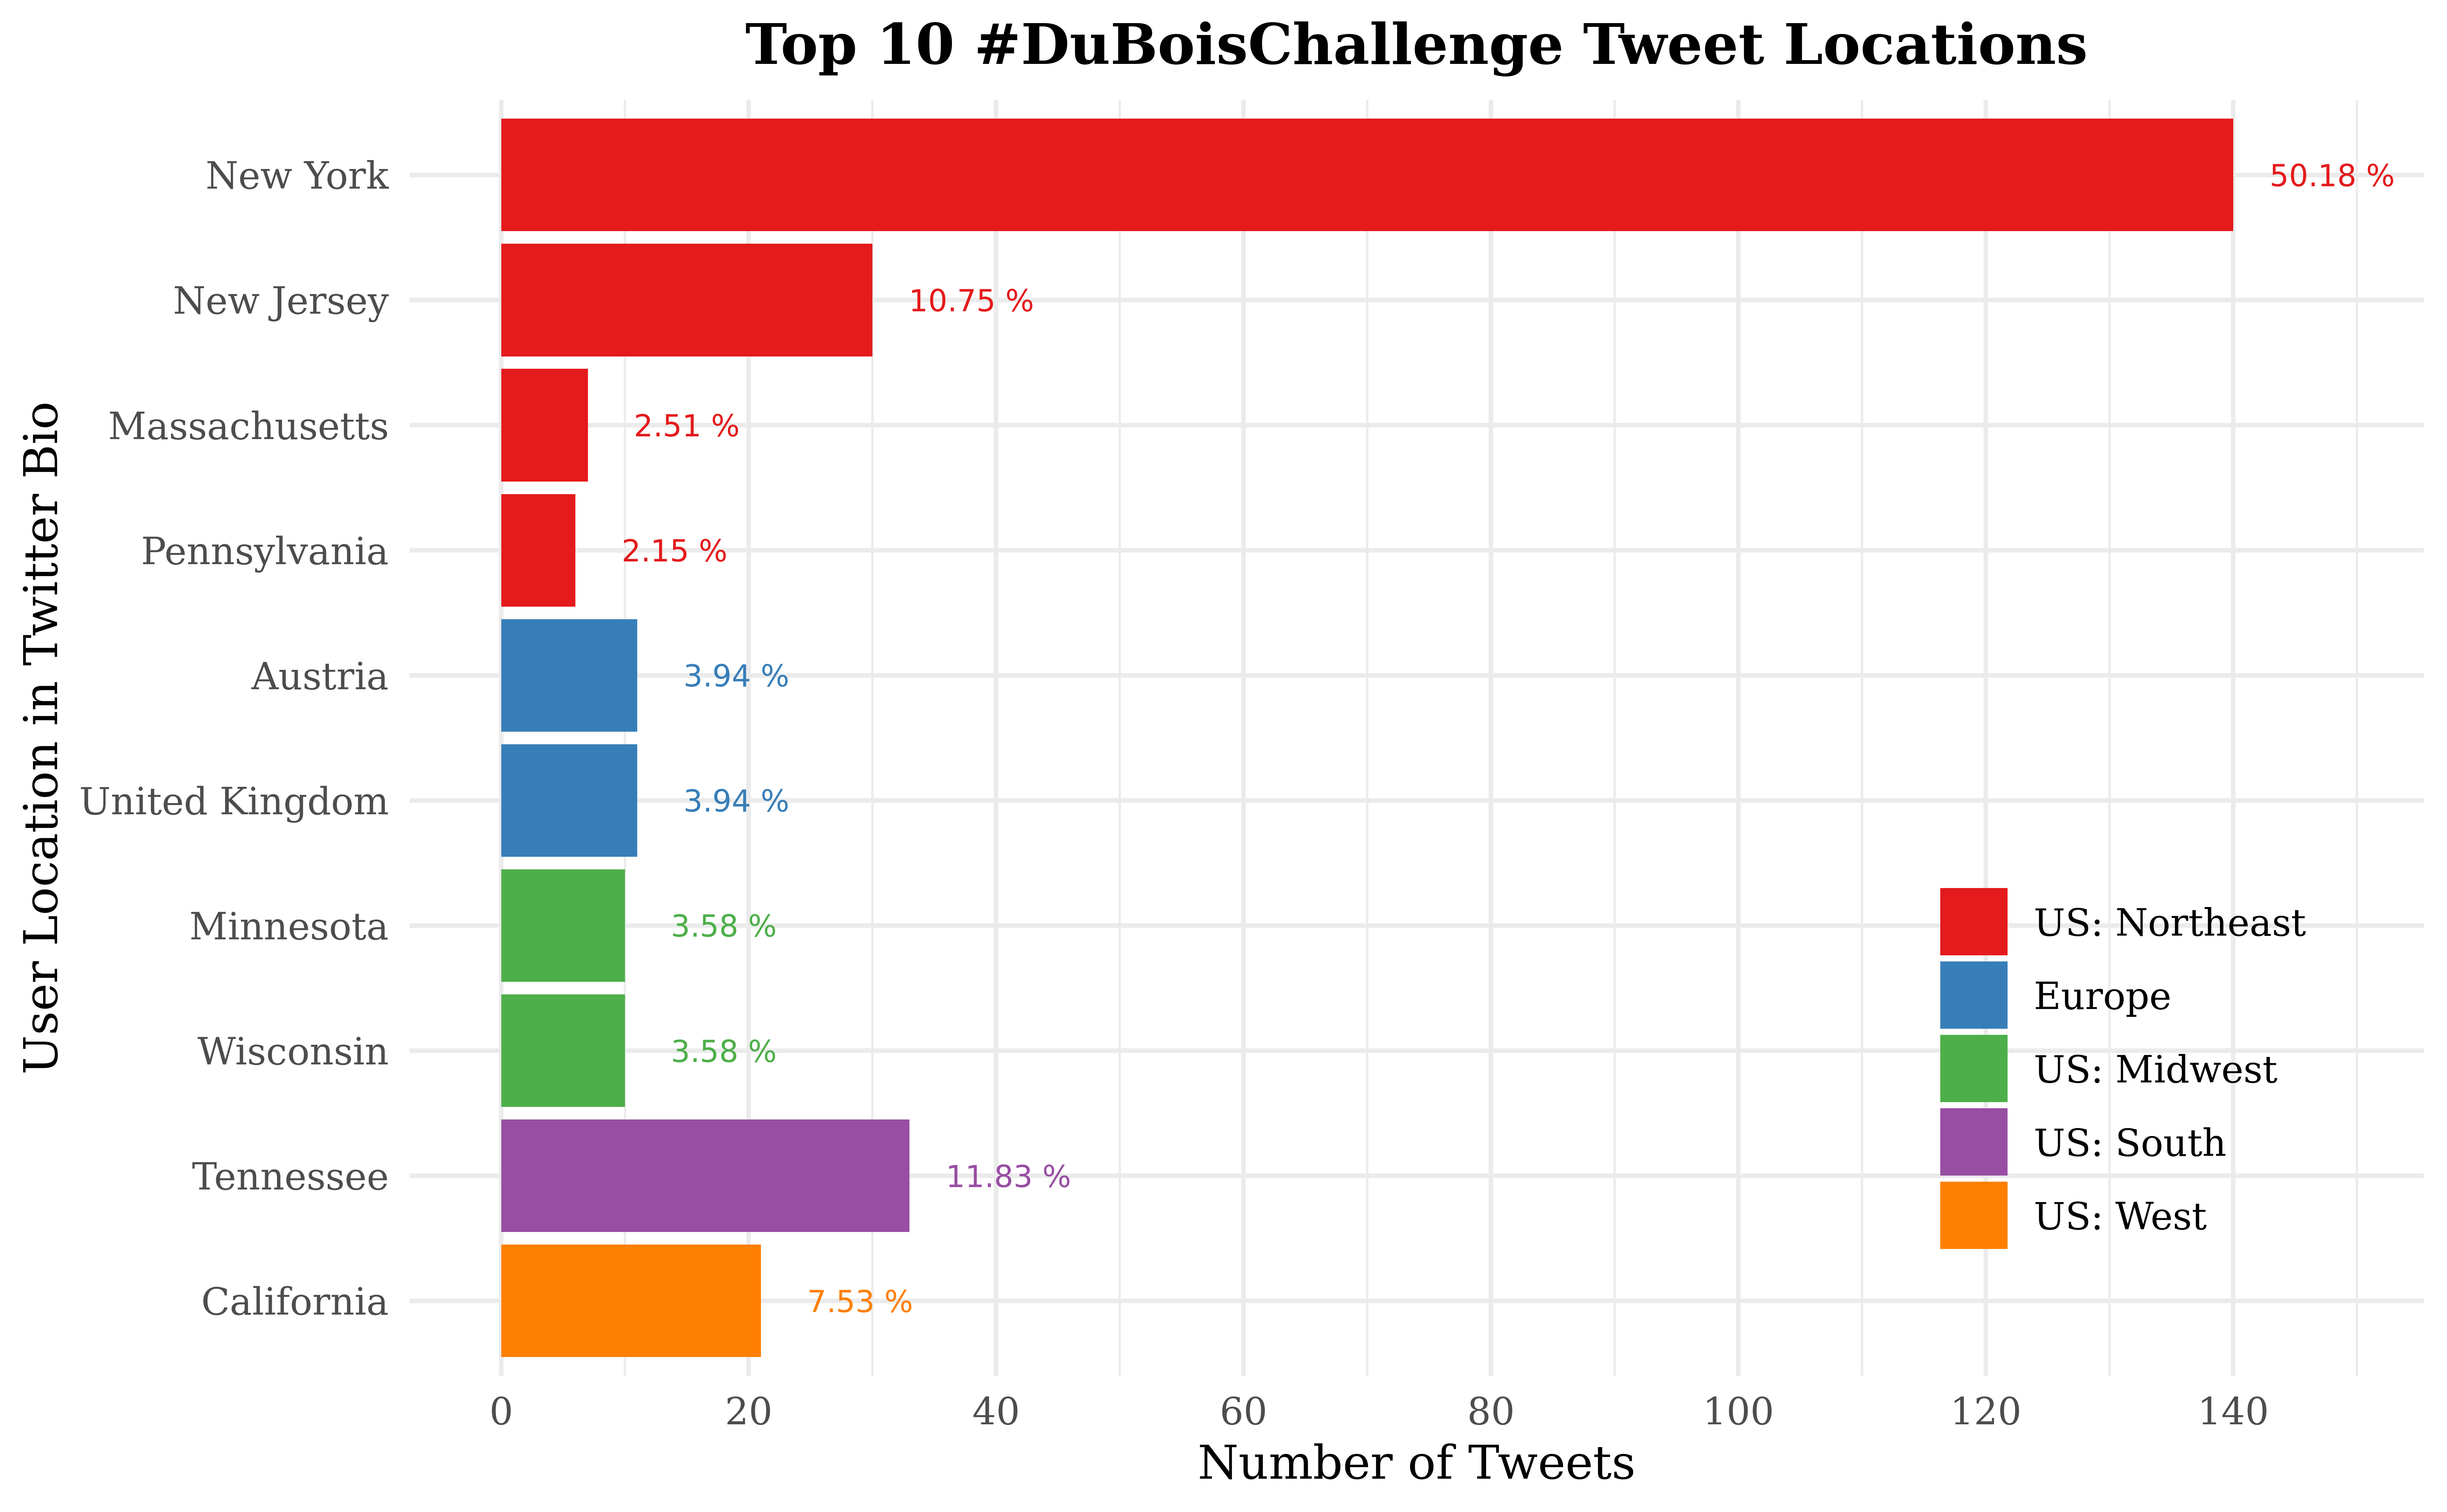 Top 10 #DuBoisChallenge Tweet Locations
User Location in Twitter Bio
New York 50.18 %
New Jersey 10.75 %
Massachusetts 2.51 %
Pennsylvania 2.15 %
Austria 3.94 %
United Kingdom 3.94 %
Minnesota 3.58 %
Wisconsin 3.58 %
Tennessee 11.83 %
California 7.53 %
US: Northeast
Europe
US: Midwest
US: South
US: West
0 20 40 60 80 100 120 140
Number of Tweets